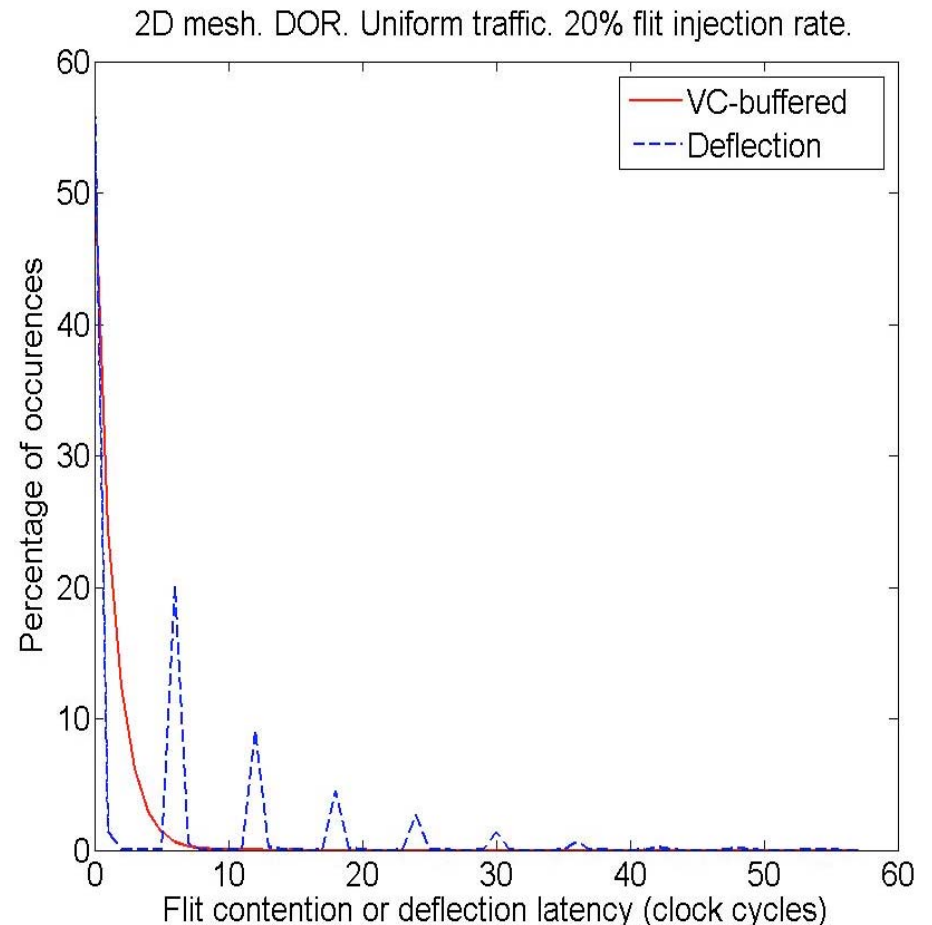 2D mesh. DOR. Uniform traffic. 20% flit injection rate.
60
50
40
30
20
10
0
Percentage of occurences
VC-buffered
Deflection
0 10 20 30 40 50 60
Flit contention or deflection latency (clock cycles)